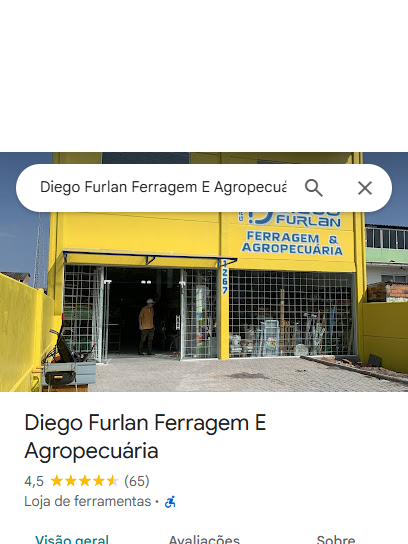 Diego Furlan Ferragem E Agropecuá
FURLAN
FERRAGEM &
AGROPECUÁRIA
1267
Diego Furlan Ferragem E
Agropecuária
4,5 (65)
Loja de ferramentas ·
Visão geral Avaliações Sobre